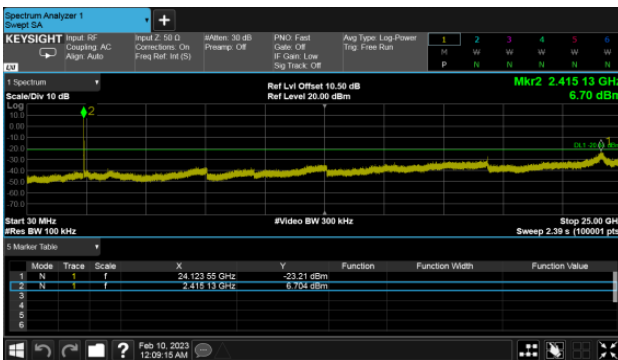 Spectrum Analyzer 1
Swept SA
+
KEYSIGHT Input: RF Input Z: 50 Ω #Atten: 30 dB PNO: Fast Avg Type: Log-Power 1 2 3 4 5 6
Coupling: AC Corrections: On Preamp: Off Gate: Off Trig: Free Run M W W W W W
Align: Auto Freq Ref: Int (S) IF Gain: Low P N N N N N
LXI Sig Track: Off
1 Spectrum Ref Lvl Offset 10.50 dB Mkr2 2.415 13 GHz
Scale/Div 10 dB Ref Level 20.00 dBm 6.70 dBm
Log
10.0
0.00
-10.0
-20.0
-30.0
-40.0
-50.0
-60.0
-70.0
2
1
Start 30 MHz #Video BW 300 kHz Stop 25.00 GHz
#Res BW 100 kHz Sweep 2.39 s (100001 pts)
5 Marker Table
Mode Trace Scale X Y Function Function Width Function Value
1 N 1 f 24.123 55 GHz -23.21 dBm
2 N 1 f 2.415 13 GHz 6.704 dBm
3
4
5
6
? Feb 10, 2023
12:09:15 AM